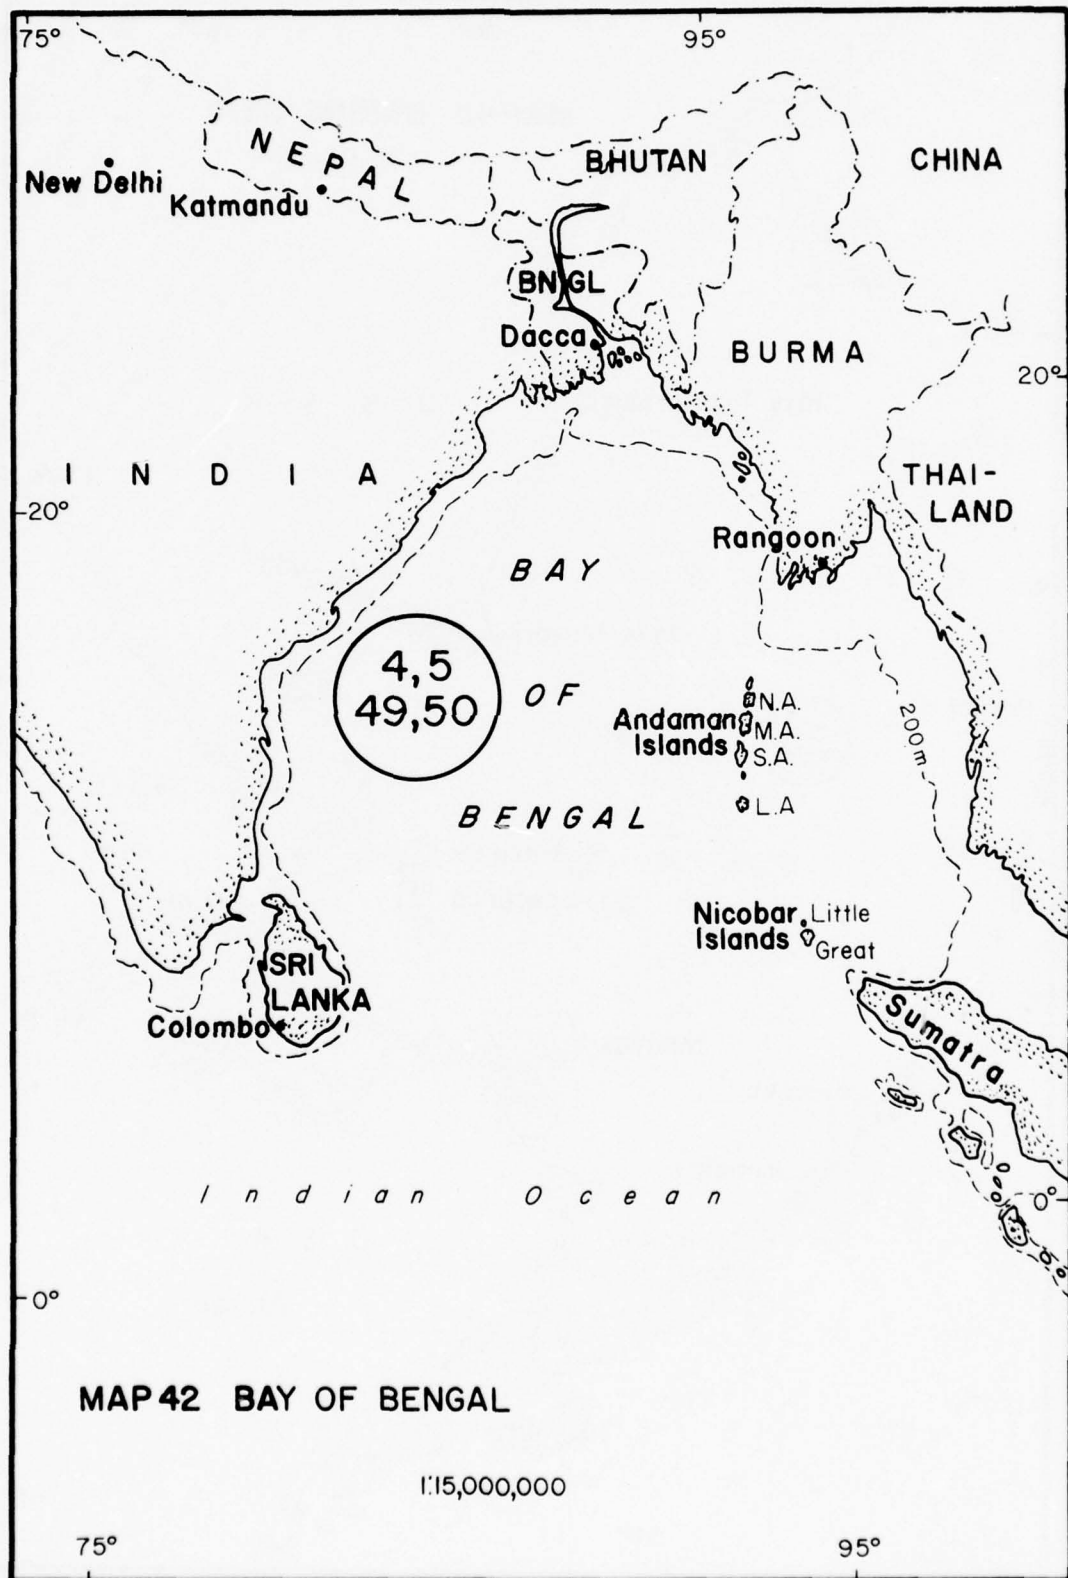 75°
95°
NEPAL
BHUTAN
CHINA
New Delhi
Katmandu
BNGL
Dacca
BURMA
20°
INDIA
THAI-
LAND
20°
Rangoon
BAY
4,5
49,50
OF
Andaman
Islands
N.A.
M.A.
S.A.
L.A
200m
BENGAL
Nicobar
Islands
Little
Great
SRI
LANKA
Colombo
Sumatra
Indian Ocean
0°
0°
MAP 42 BAY OF BENGAL
1:15,000,000
75°
95°